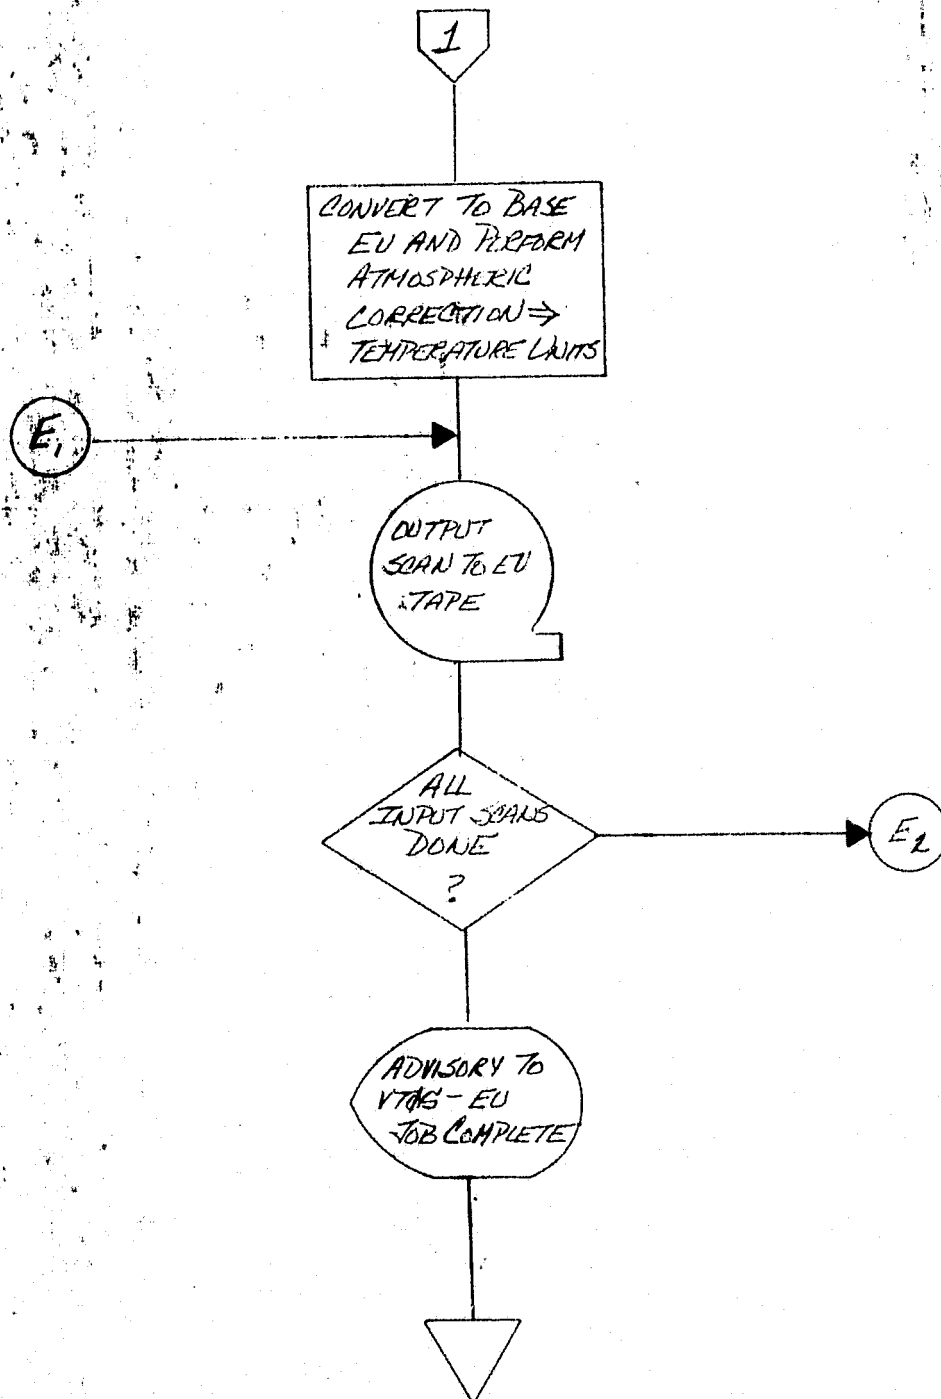 1
CONVERT TO BASE
EU AND PERFORM
ATMOSPHERIC
CORRECTION ⇒
TEMPERATURE UNITS
E1
OUTPUT
SCAN TO EU
TAPE
ALL
INPUT SCANS
DONE
?
E2
ADVISORY TO
- EU
JOB COMPLETE